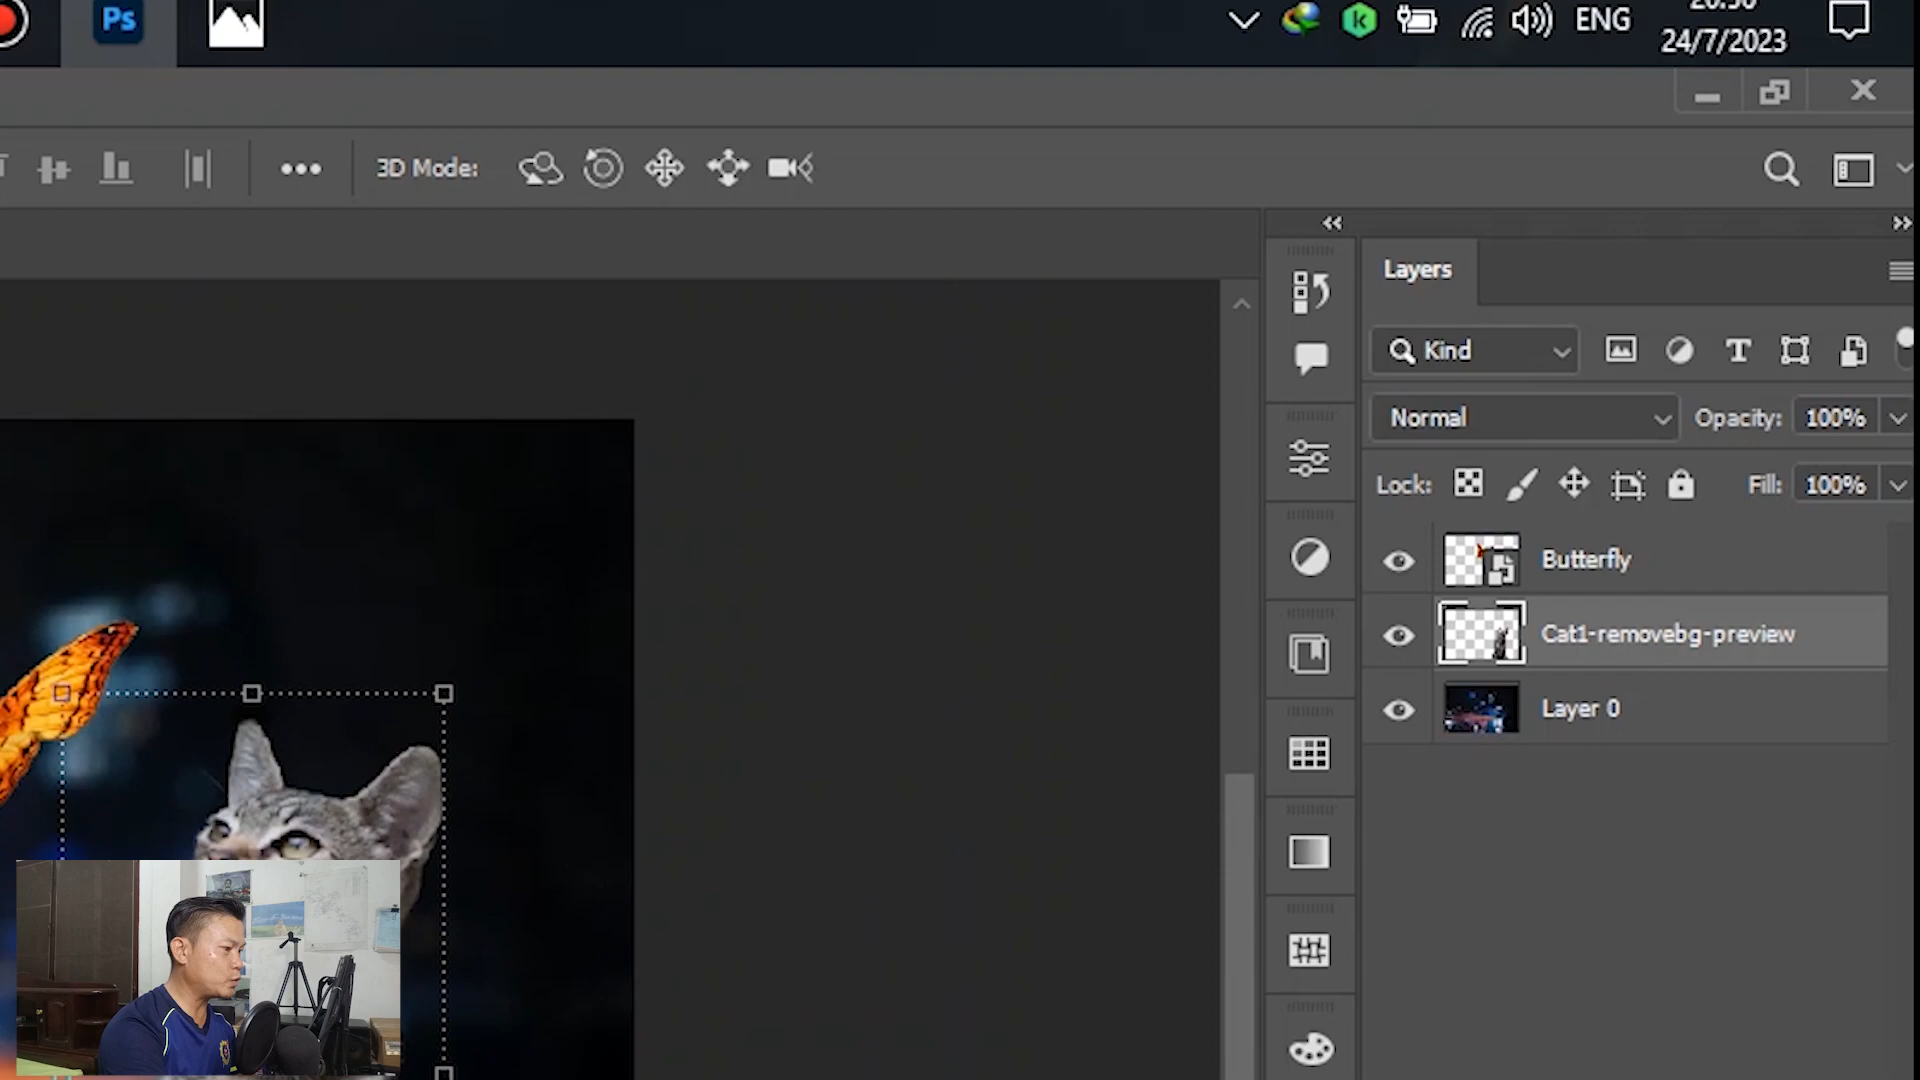 Ps
ENG
24/7/2023
3D Mode:
Layers
Kind
Normal
Opacity: 100%
Lock:
Fill: 100%
Butterfly
Cat1-removebg-preview
Layer 0